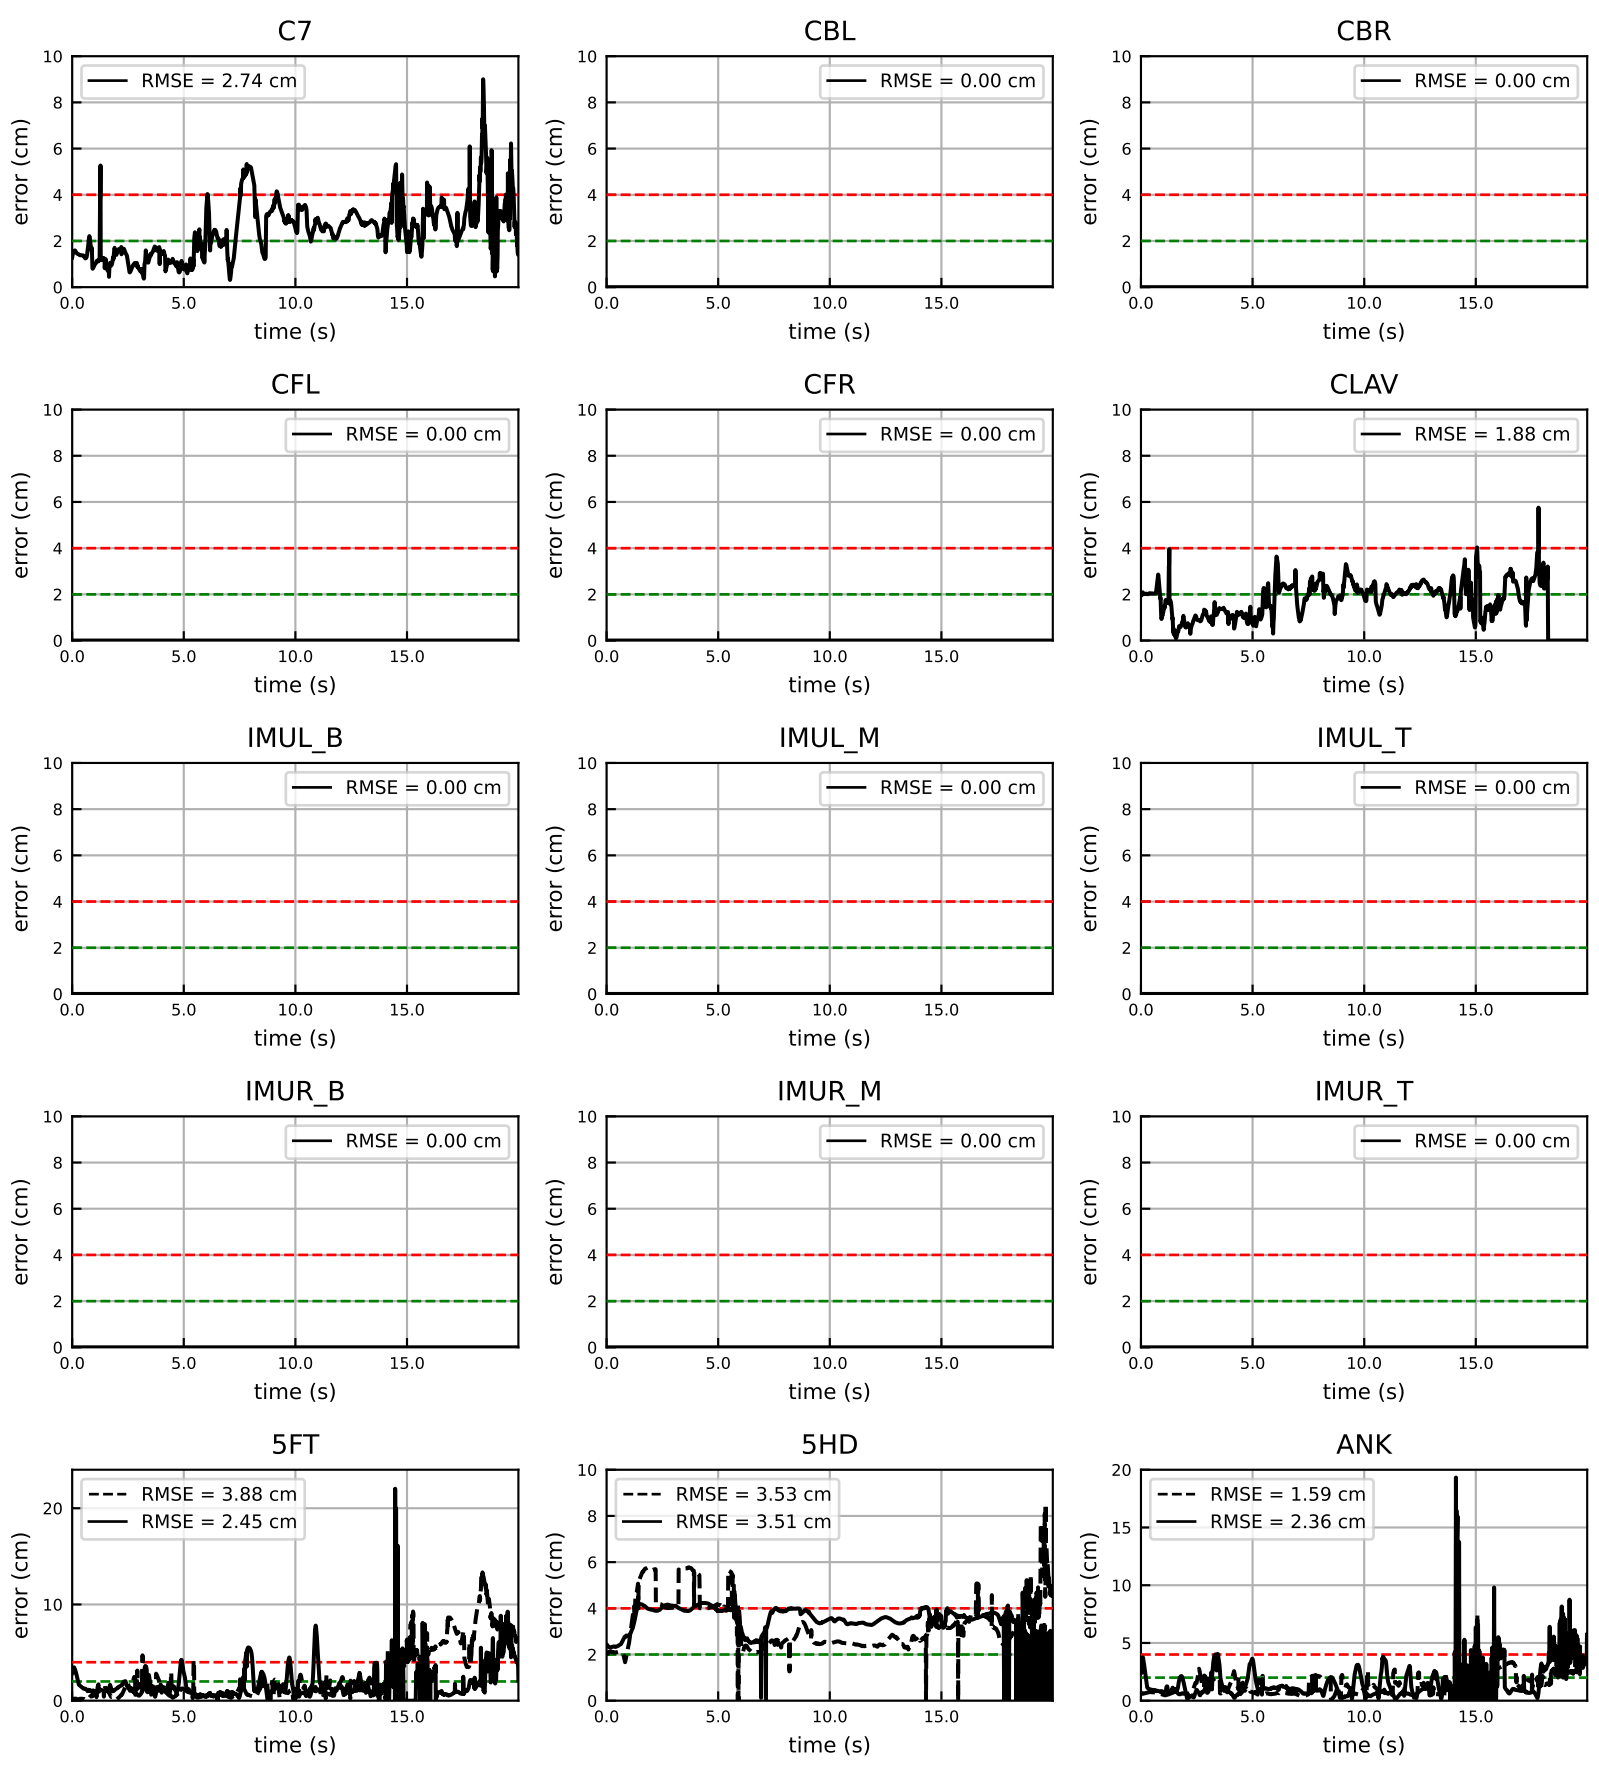 C7
CBL
CBR
10
8
6
4
2
0
error (cm)
RMSE = 2.74 cm
0.0 5.0 10.0 15.0
time (s)
10
8
6
4
2
0
error (cm)
RMSE = 0.00 cm
0.0 5.0 10.0 15.0
time (s)
10
8
6
4
2
0
error (cm)
RMSE = 0.00 cm
0.0 5.0 10.0 15.0
time (s)
CFL
CFR
CLAV
10
8
6
4
2
0
error (cm)
RMSE = 0.00 cm
0.0 5.0 10.0 15.0
time (s)
10
8
6
4
2
0
error (cm)
RMSE = 0.00 cm
0.0 5.0 10.0 15.0
time (s)
10
8
6
4
2
0
error (cm)
RMSE = 1.88 cm
0.0 5.0 10.0 15.0
time (s)
IMUL_B
IMUL_M
IMUL_T
10
8
6
4
2
0
error (cm)
RMSE = 0.00 cm
0.0 5.0 10.0 15.0
time (s)
10
8
6
4
2
0
error (cm)
RMSE = 0.00 cm
0.0 5.0 10.0 15.0
time (s)
10
8
6
4
2
0
error (cm)
RMSE = 0.00 cm
0.0 5.0 10.0 15.0
time (s)
IMUR_B
IMUR_M
IMUR_T
10
8
6
4
2
0
error (cm)
RMSE = 0.00 cm
0.0 5.0 10.0 15.0
time (s)
10
8
6
4
2
0
error (cm)
RMSE = 0.00 cm
0.0 5.0 10.0 15.0
time (s)
10
8
6
4
2
0
error (cm)
RMSE = 0.00 cm
0.0 5.0 10.0 15.0
time (s)
5FT
5HD
ANK
20
10
0
error (cm)
RMSE = 3.88 cm
RMSE = 2.45 cm
0.0 5.0 10.0 15.0
time (s)
10
8
6
4
2
0
error (cm)
RMSE = 3.53 cm
RMSE = 3.51 cm
0.0 5.0 10.0 15.0
time (s)
20
15
10
5
0
error (cm)
RMSE = 1.59 cm
RMSE = 2.36 cm
0.0 5.0 10.0 15.0
time (s)